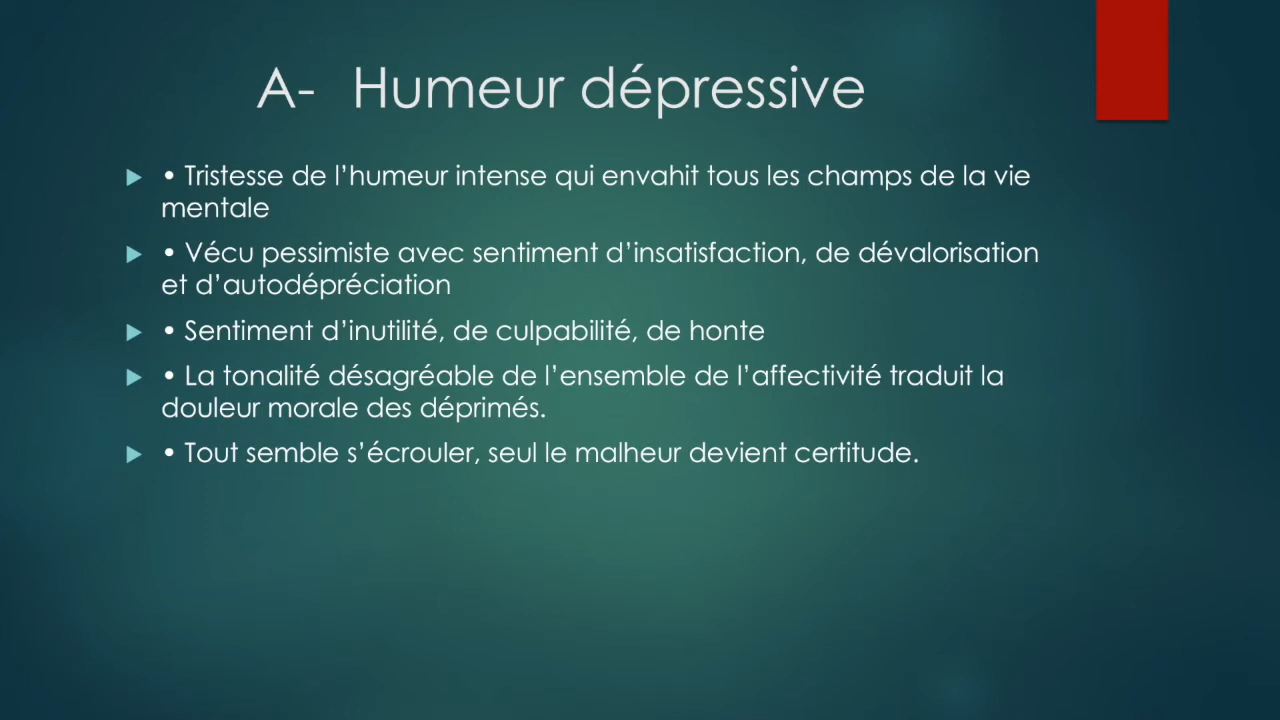 A- Humeur dépressive
• Tristesse de l’humeur intense qui envahit tous les champs de la vie
mentale
• Vécu pessimiste avec sentiment d’insatisfaction, de dévalorisation
et d’autodépréciation
• Sentiment d’inutilité, de culpabilité, de honte
• La tonalité désagréable de l’ensemble de l’affectivité traduit la
douleur morale des déprimés.
• Tout semble s’écrouler, seul le malheur devient certitude.